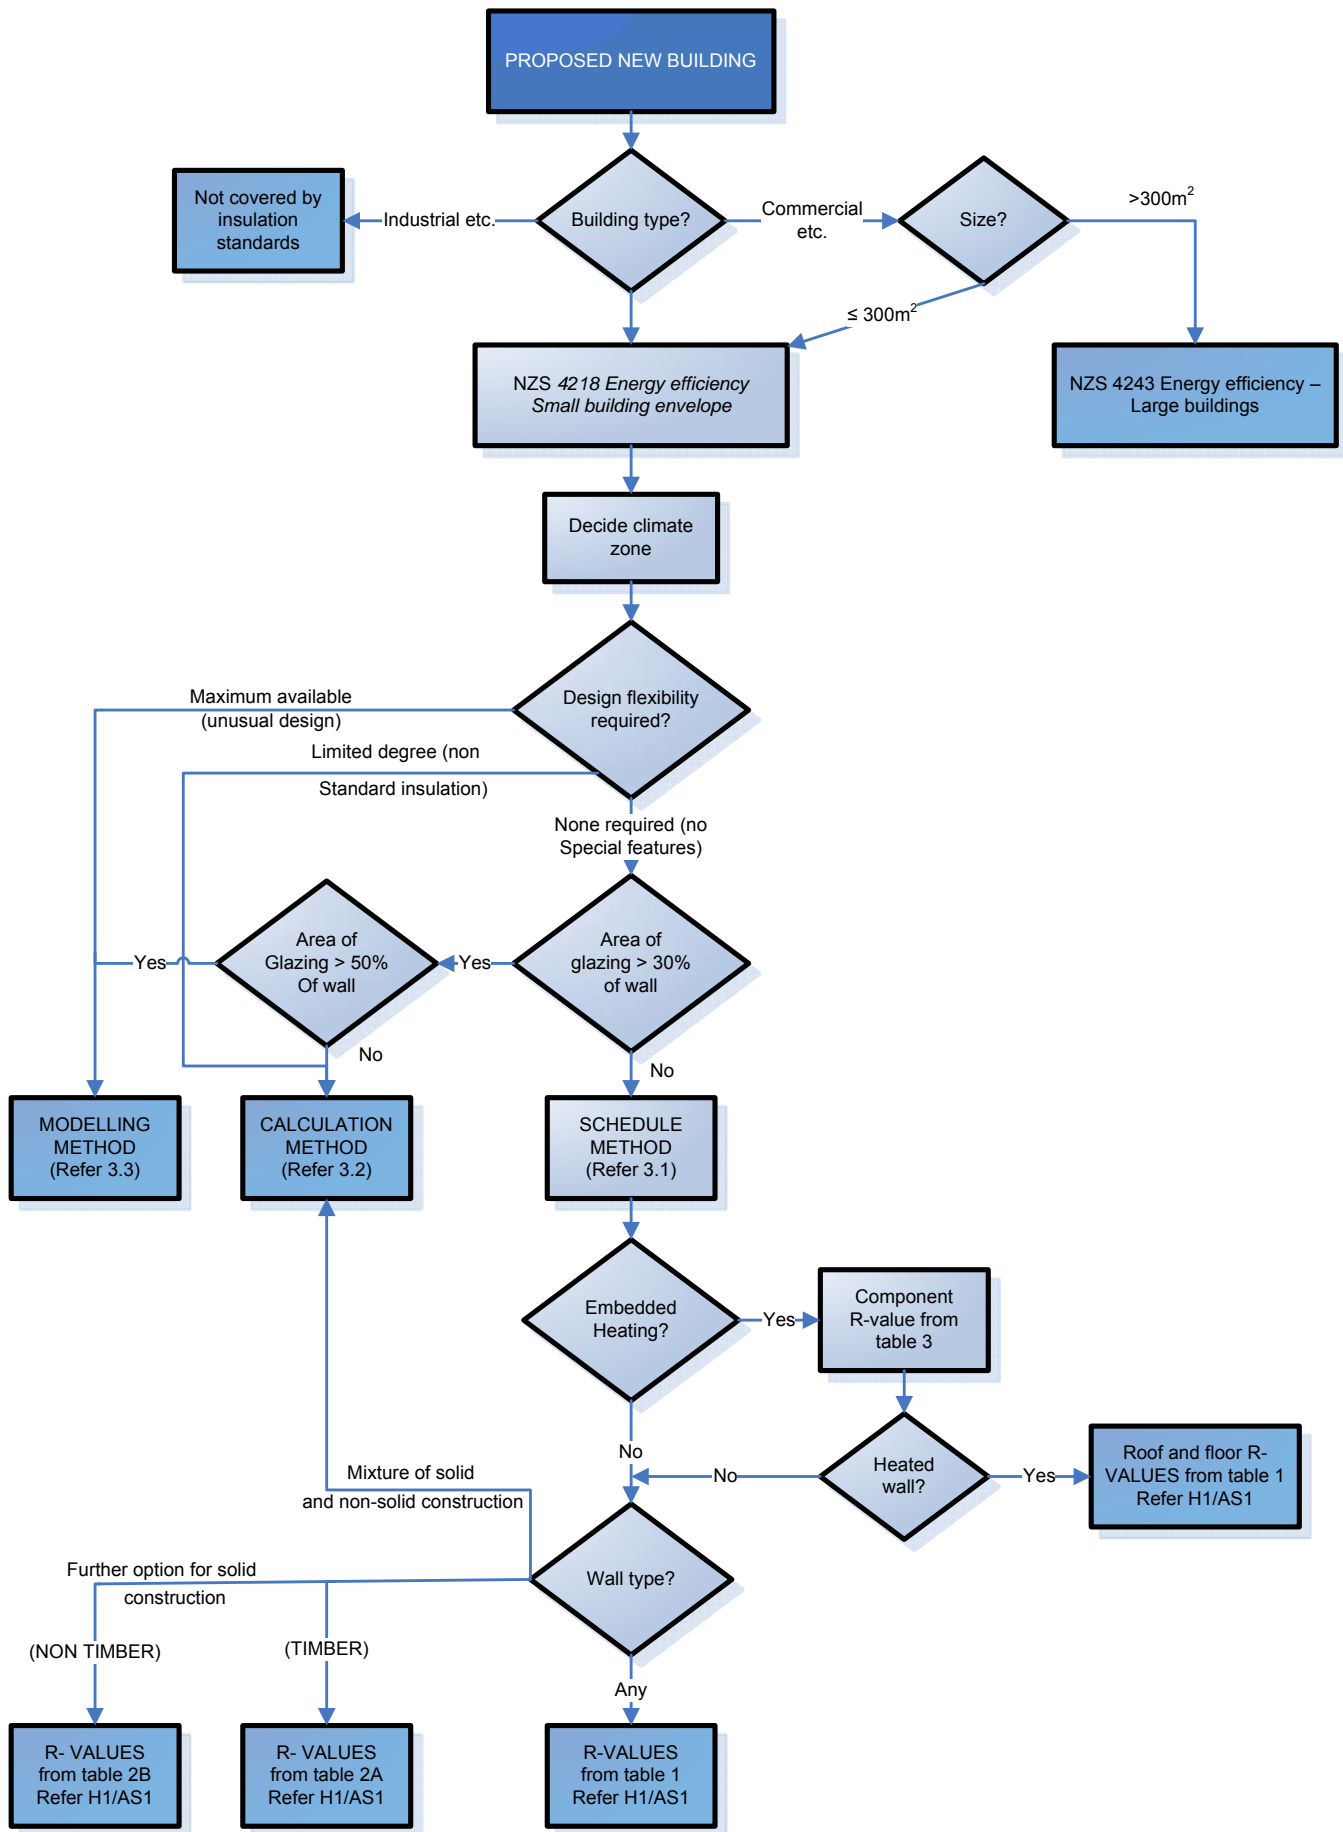 PROPOSED NEW BUILDING
Not covered by
insulation
standards
Industrial etc.
Building type?
Commercial
etc.
Size?
>300m²
≤ 300m²
NZS 4218 Energy efficiency
Small building envelope
NZS 4243 Energy efficiency –
Large buildings
Decide climate
zone
Design flexibility
required?
Maximum available
(unusual design)
Limited degree (non
Standard insulation)
None required (no
Special features)
Area of
Glazing > 50%
Of wall
Area of
glazing > 30%
of wall
Yes
Yes
No
No
MODELLING
METHOD
(Refer 3.3)
CALCULATION
METHOD
(Refer 3.2)
SCHEDULE
METHOD
(Refer 3.1)
Embedded
Heating?
Yes
Component
R-value from
table 3
No
No
Heated
wall?
Yes
Roof and floor R-
VALUES from table 1
Refer H1/AS1
Mixture of solid
and non-solid construction
Wall type?
Further option for solid
construction
(NON TIMBER)
(TIMBER)
Any
R- VALUES
from table 2B
Refer H1/AS1
R- VALUES
from table 2A
Refer H1/AS1
R-VALUES
from table 1
Refer H1/AS1